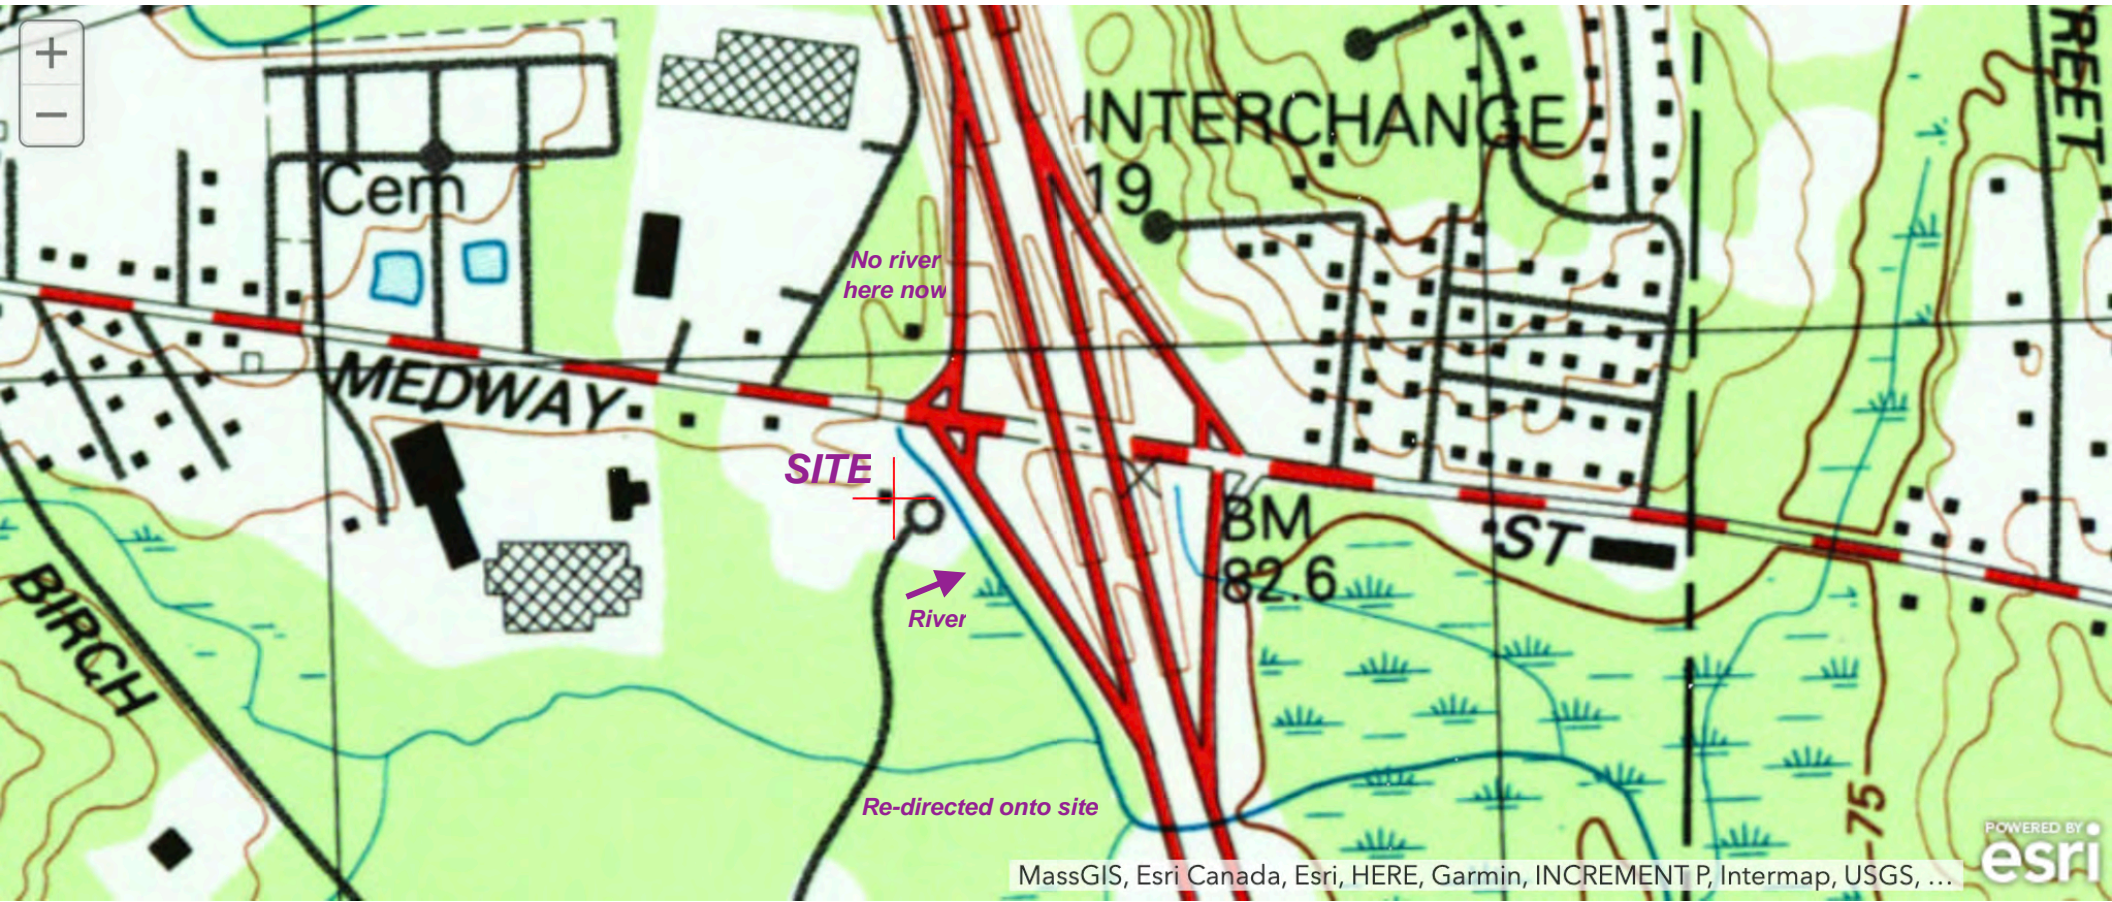 +
−
REET
INTERCHANGE
19
Cem
No river
here now
MEDWAY
SITE
BM
82.6
ST
BIRCH
River
Re-directed onto site
75
POWERED BY
esri
MassGIS, Esri Canada, Esri, HERE, Garmin, INCREMENT P, Intermap, USGS, …